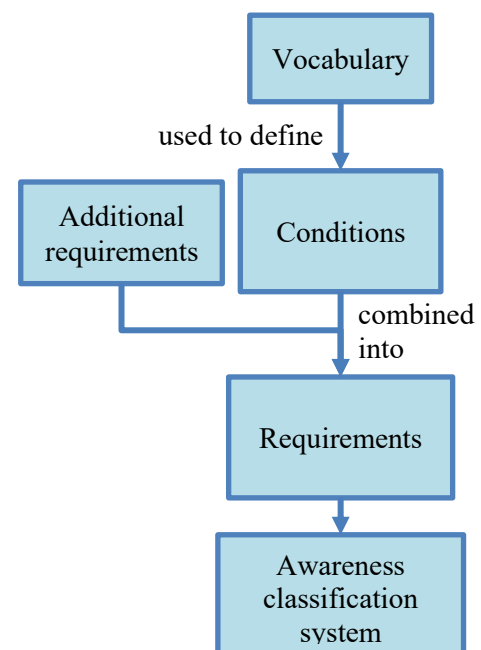 Vocabulary
used to define
Additional
requirements
Conditions
combined
into
Requirements
Awareness
classification
system